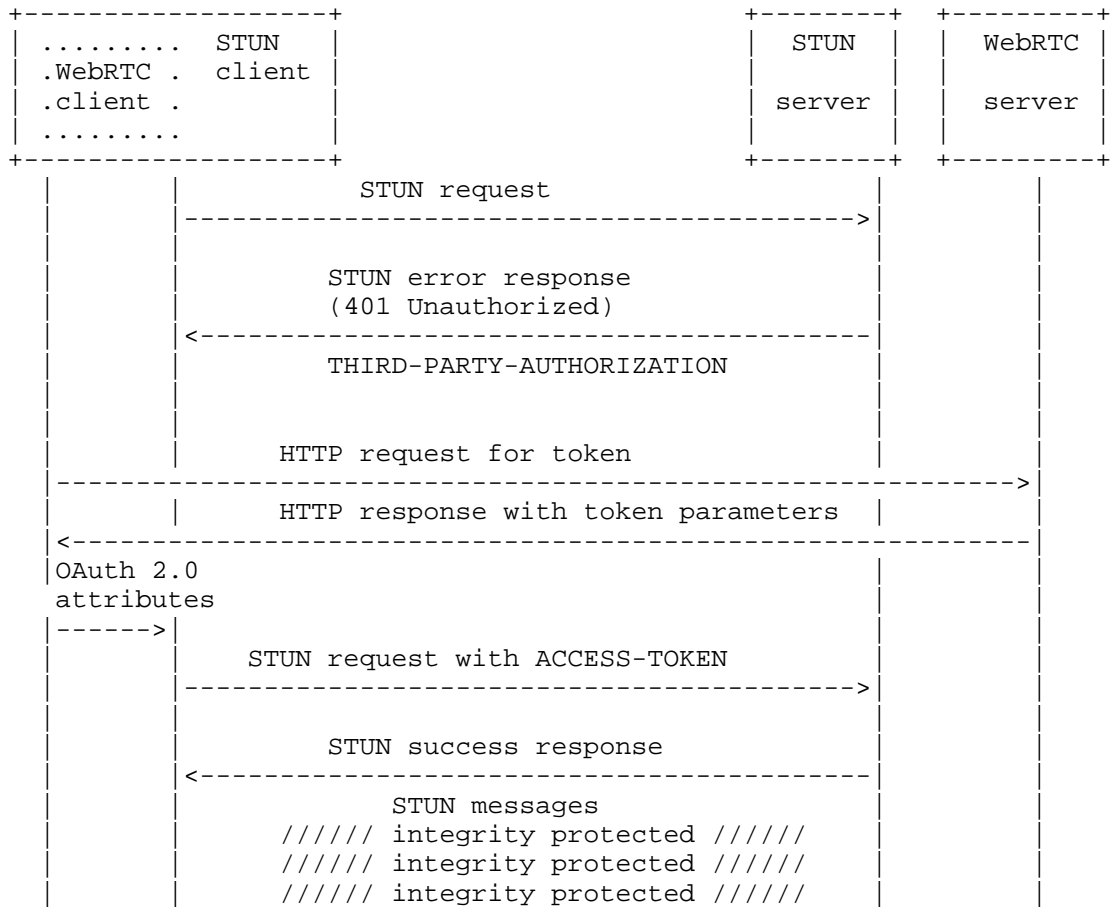 ......... STUN STUN WebRTC
.WebRTC . client
.client . server server
.........
STUN request
STUN error response
(401 Unauthorized)
THIRD-PARTY-AUTHORIZATION
HTTP request for token
HTTP response with token parameters
OAuth 2.0
attributes
STUN request with ACCESS-TOKEN
STUN success response
STUN messages
////// integrity protected //////
////// integrity protected //////
////// integrity protected //////